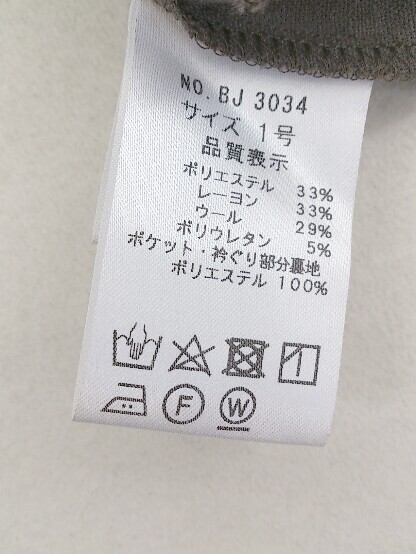 NO. BJ 3034
サイズ 1号
品質表示
ポリエステル 33%
レーヨン 33%
ウール 29%
ポリウレタン 5%
ポケット・衿ぐり部分裏地
ポリエステル 100%
F W